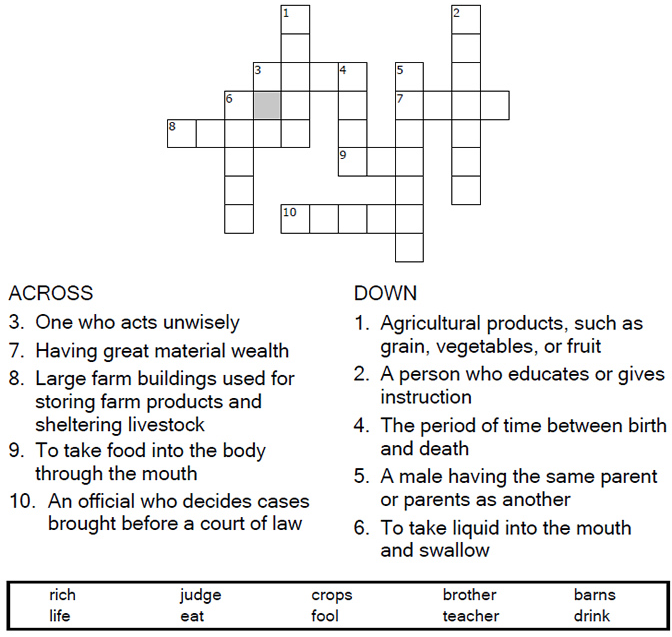 1
2
3
4
5
6
7
8
9
10
ACROSS
3. One who acts unwisely
7. Having great material wealth
8. Large farm buildings used for
storing farm products and
sheltering livestock
9. To take food into the body
through the mouth
10. An official who decides cases
brought before a court of law
DOWN
1. Agricultural products, such as
grain, vegetables, or fruit
2. A person who educates or gives
instruction
4. The period of time between birth
and death
5. A male having the same parent
or parents as another
6. To take liquid into the mouth
and swallow
rich judge crops brother barns
life eat fool teacher drink